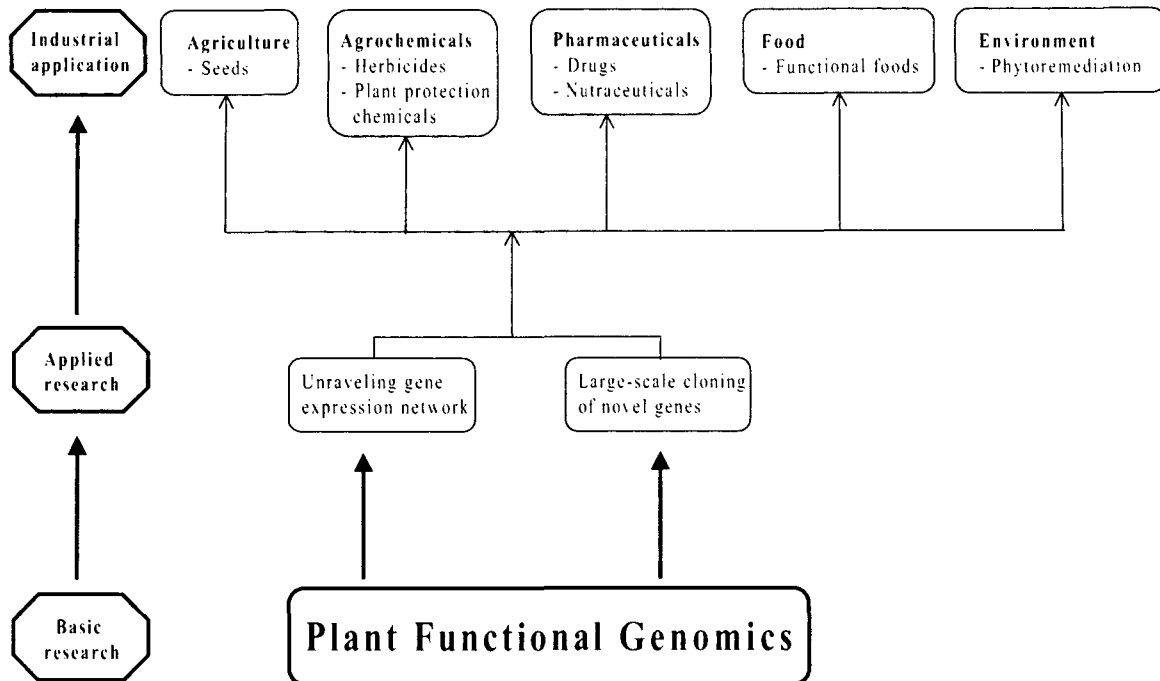 Industrial
application
Agriculture
- Seeds
Agrochemicals
- Herbicides
- Plant protection
chemicals
Pharmaceuticals
- Drugs
- Nutraceuticals
Food
- Functional foods
Environment
- Phytoremediation
Applied
research
Unraveling gene
expression network
Large-scale cloning
of novel genes
Basic
research
Plant Functional Genomics